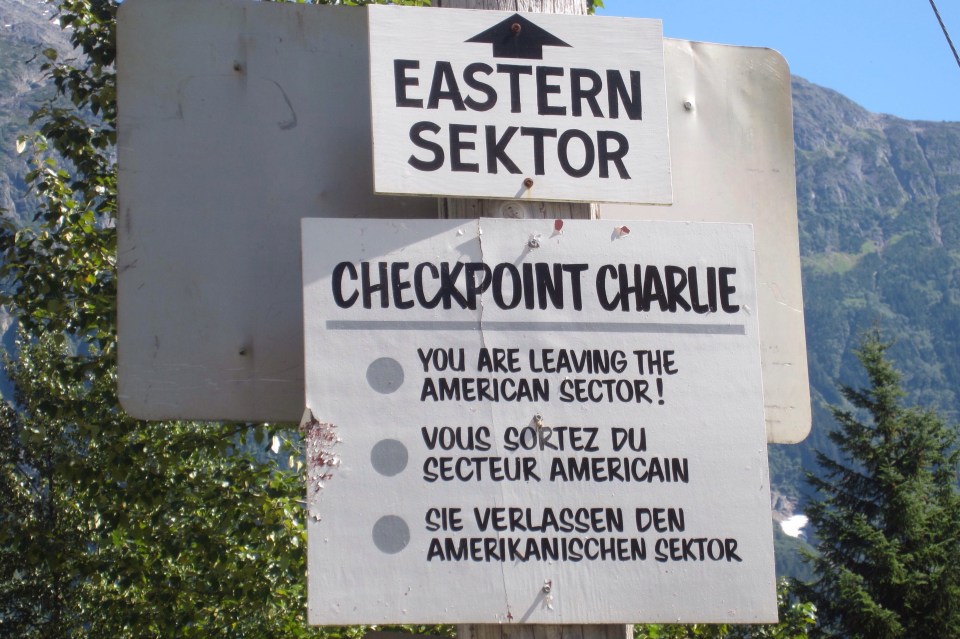 EASTERN
SEKTOR
CHECKPOINT CHARLIE
YOU ARE LEAVING THE
AMERICAN SECTOR!
VOUS SORTEZ DU
SECTEUR AMERICAIN
SIE VERLASSEN DEN
AMERIKANISCHEN SEKTOR